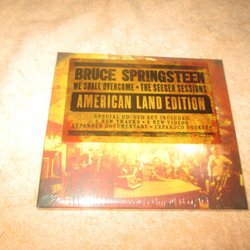 BRUCE SPRINGSTEEN
WE SHALL OVERCOME • THE SEEGER SESSIONS
AMERICAN LAND EDITION
SPECIAL CD/DVD SET INCLUDES:
5 NEW TRACKS • 4 NEW VIDEOS
EXPANDED DOCUMENTARY • EXPANDED BOOKLET